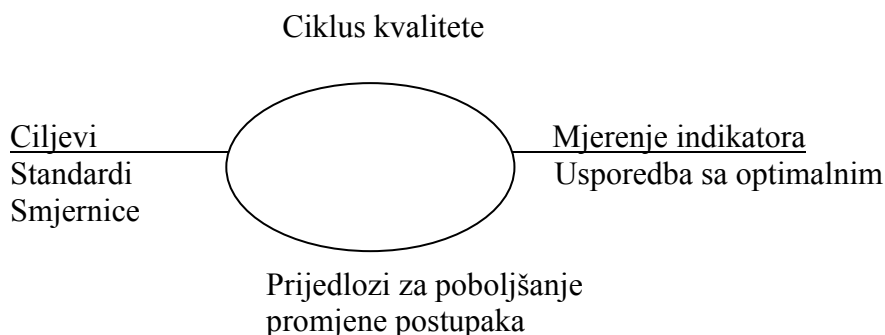 Ciklus kvalitete
Ciljevi
Standardi
Smjernice
Mjerenje indikatora
Usporedba sa optimalnim
Prijedlozi za poboljšanje
promjene postupaka